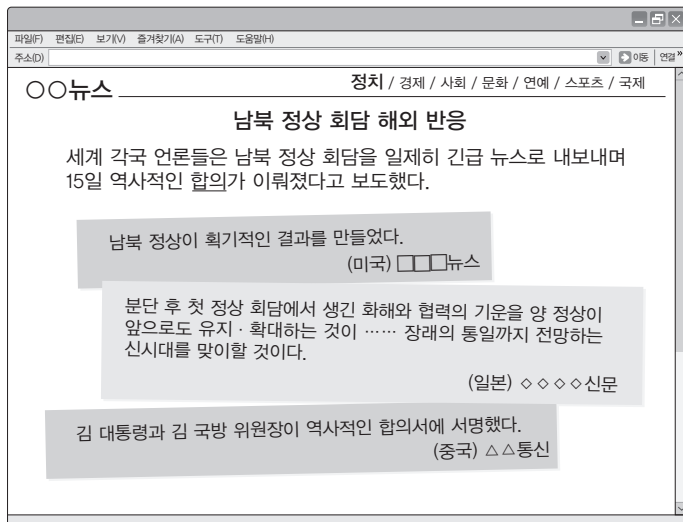 파일(F) 편집(E) 보기(V) 즐겨찾기(A) 도구(T) 도움말(H)
주소(D) 이동 연결 »
○○뉴스
정치 / 경제 / 사회 / 문화 / 연예 / 스포츠 / 국제
남북 정상 회담 해외 반응
세계 각국 언론들은 남북 정상 회담을 일제히 긴급 뉴스로 내보내며
15일 역사적인 합의가 이뤄졌다고 보도했다.
남북 정상이 획기적인 결과를 만들었다.
(미국) □□□뉴스
분단 후 첫 정상 회담에서 생긴 화해와 협력의 기운을 양 정상이
앞으로도 유지 · 확대하는 것이 …… 장래의 통일까지 전망하는
신시대를 맞이할 것이다.
(일본) ◇◇◇◇신문
김 대통령과 김 국방 위원장이 역사적인 합의서에 서명했다.
(중국) △△통신